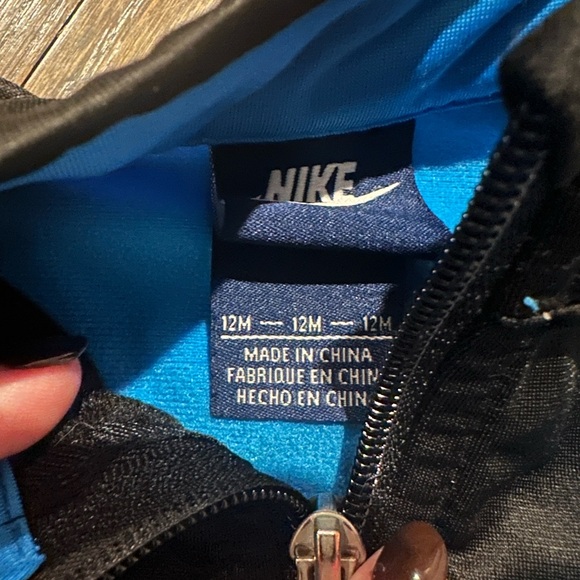 NIKE
12M — 12M — 12M
MADE IN CHINA
FABRIQUE EN CHIN
HECHO EN CHIN